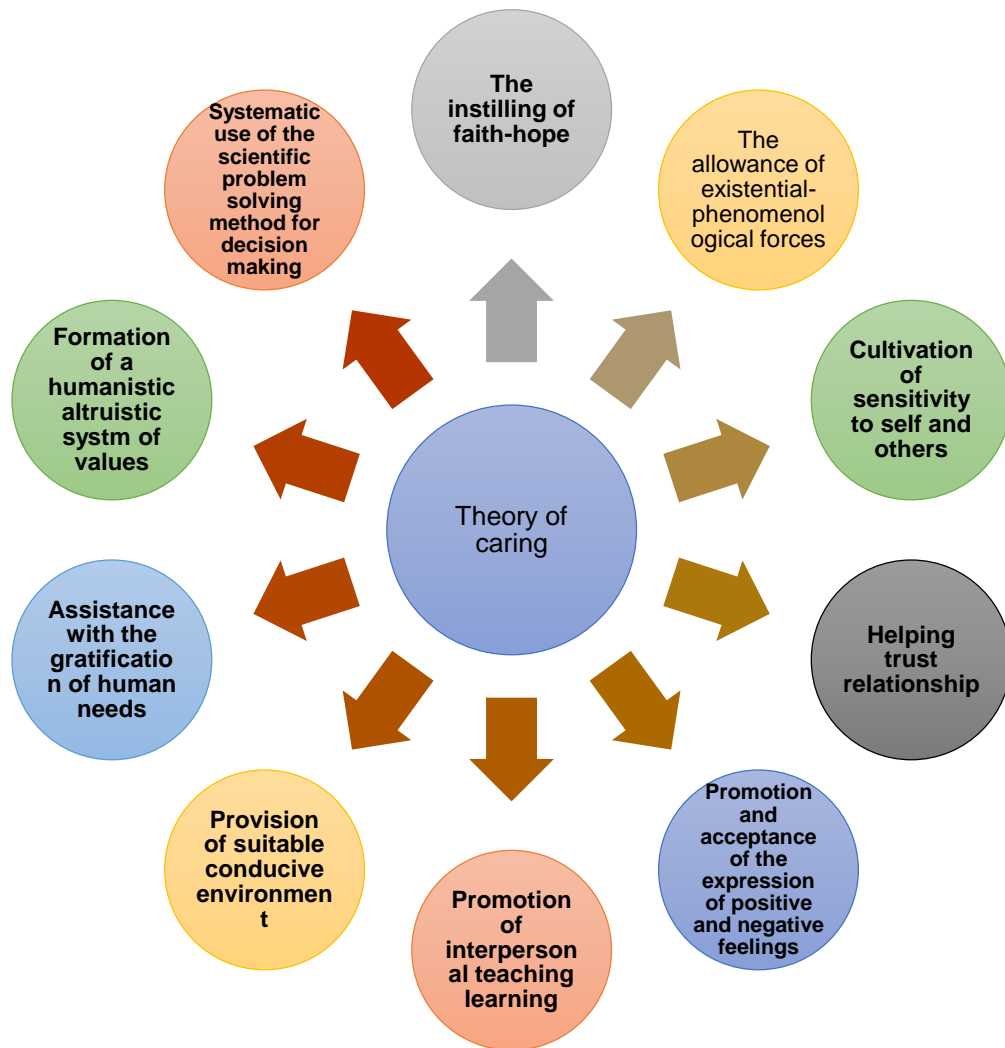 The
instilling of
faith-hope
The
allowance of
existential-
phenomenol
ogical forces
Cultivation
of
sensitivity
to self and
others
Helping
trust
relationship
Promotion
and
acceptance
of the
expression
of positive
and negative
feelings
Promotion
of
interperson
al teaching
learning
Provision
of suitable
conducive
environmen
t
Assistance
with the
gratificatio
n of human
needs
Formation
of a
humanistic
altruistic
systm of
values
Systematic
use of the
scientific
problem
solving
method for
decision
making
Theory of
caring